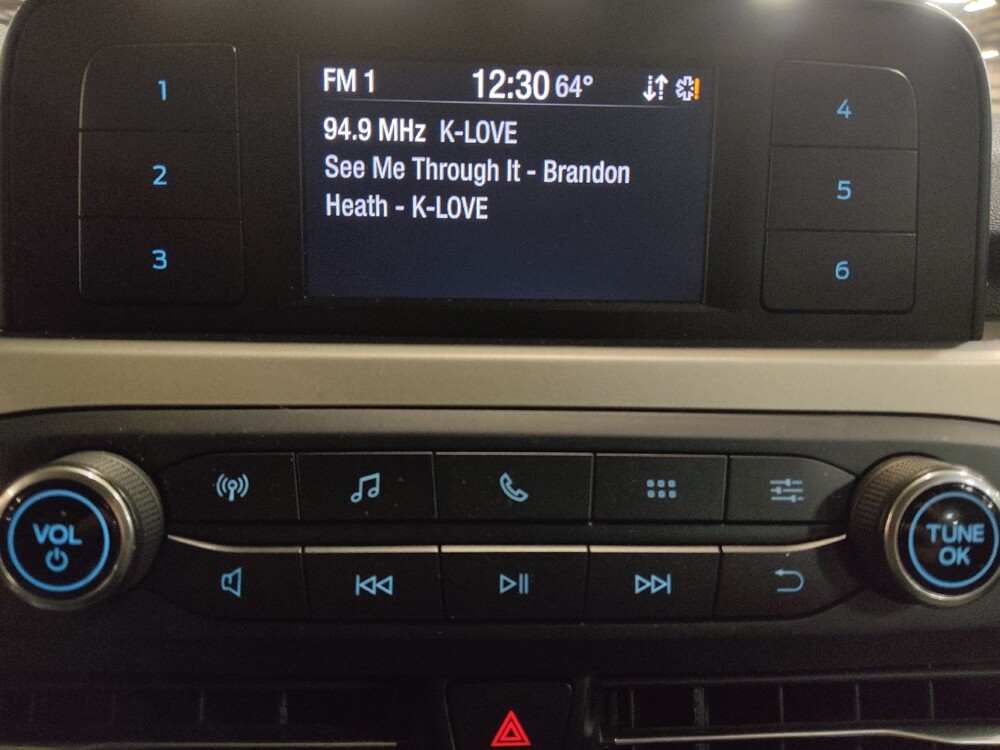 FM 1 12:30 64°
94.9 MHz K-LOVE
See Me Through It - Brandon
Heath - K-LOVE
1
2
3
4
5
6
VOL
TUNE
OK